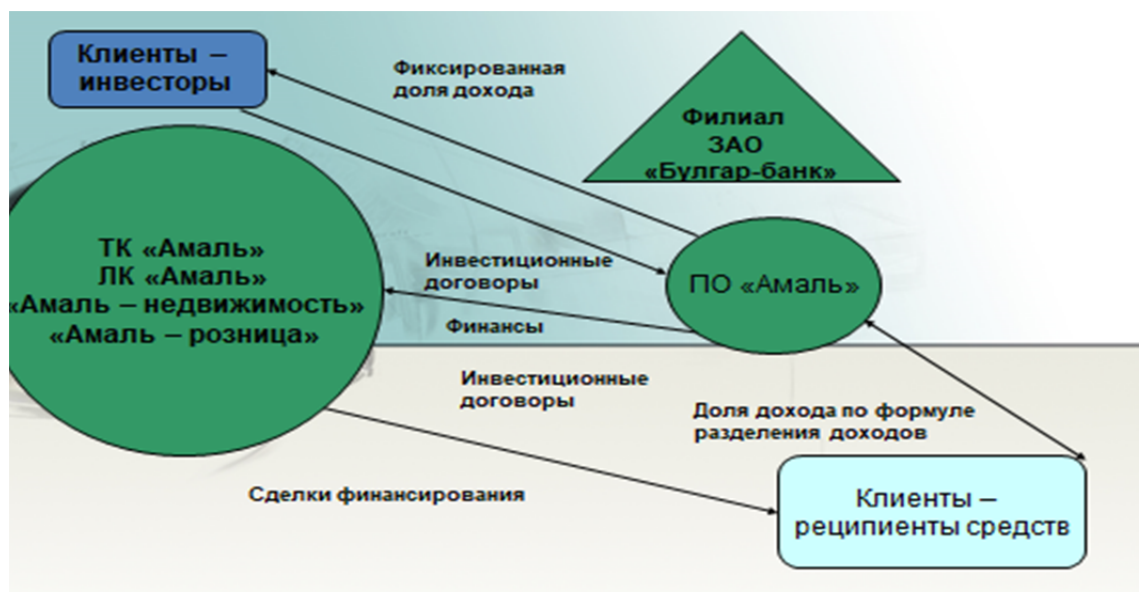 Клиенты –
инвесторы
Фиксированная
доля дохода
Филиал
ЗАО
«Булгар-банк»
ТК «Амаль»
ЛК «Амаль»
«Амаль – недвижимость»
«Амаль – розница»
Инвестиционные
договоры
Финансы
ПО «Амаль»
Инвестиционные
договоры
Доля дохода по формуле
разделения доходов
Сделки финансирования
Клиенты –
реципиенты средств